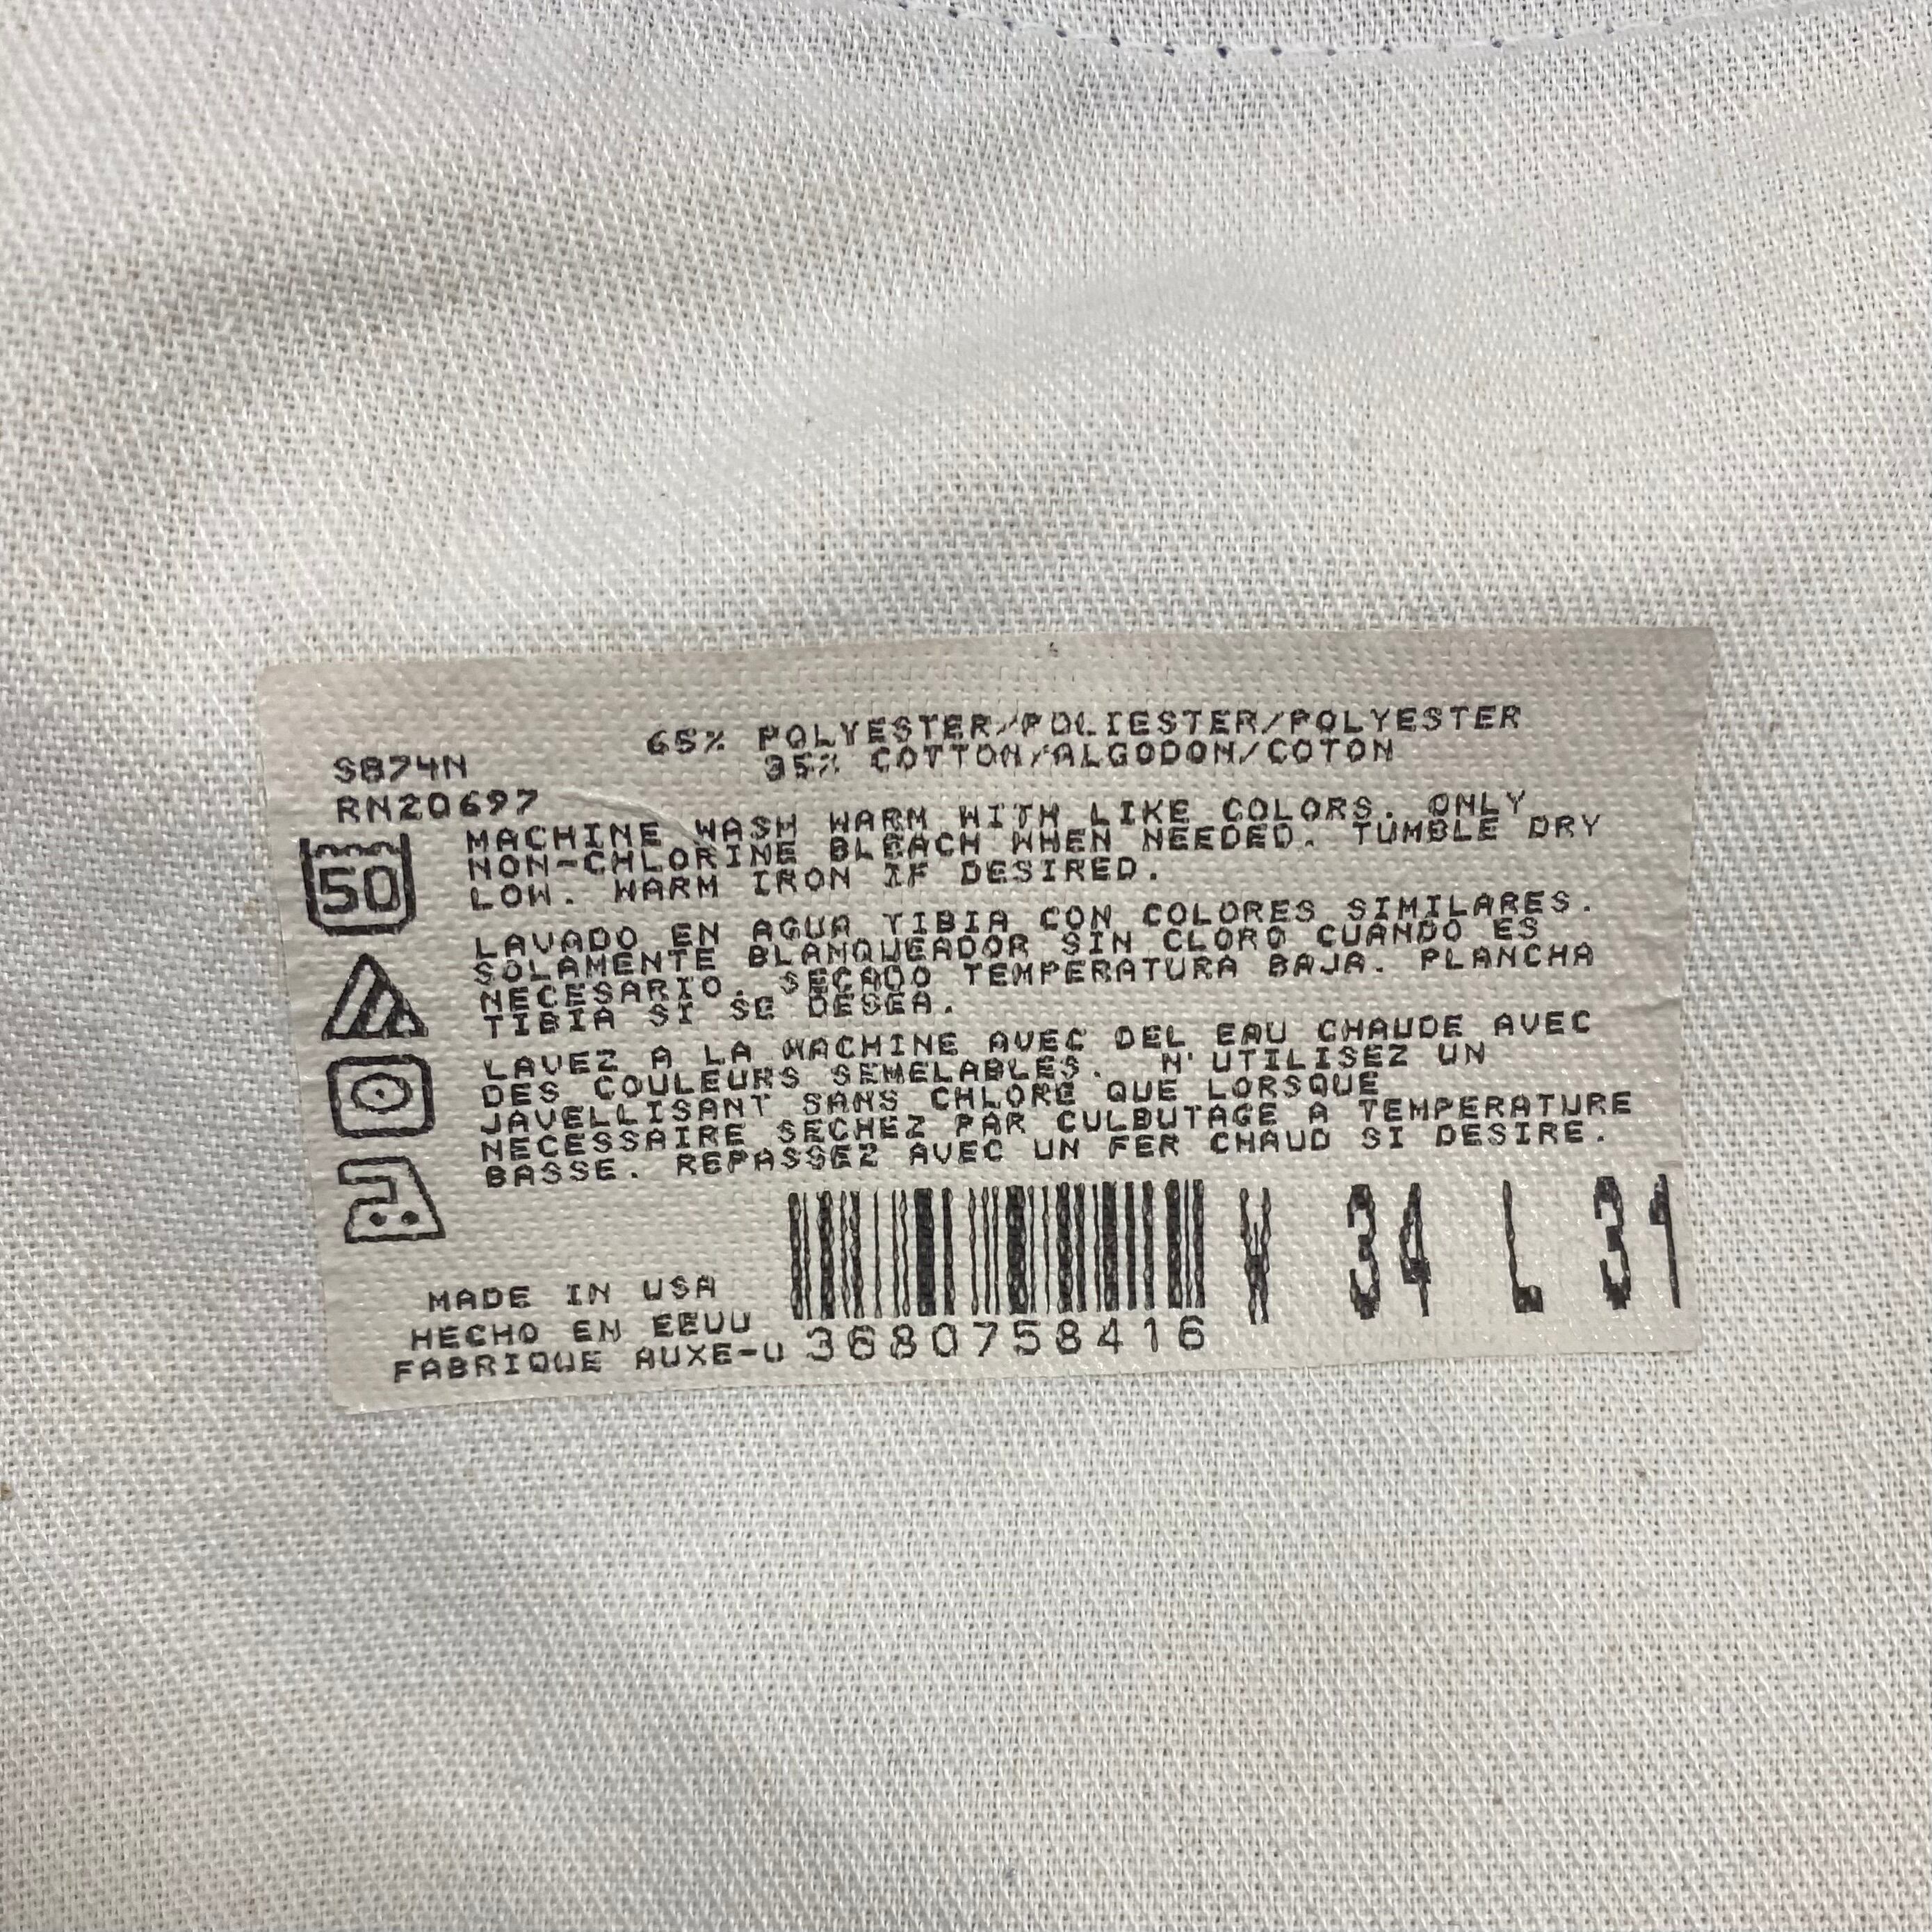 65% POLYESTER/POLIESTER/POLYESTER
35% COTTON/ALGODON/COTON
S874N
RN20697
MACHINE WASH WARM WITH LIKE COLORS. ONLY
NON-CHLORINE BLEACH WHEN NEEDED. TUMBLE DRY
LOW. WARM IRON IF DESIRED.
50
LAVADO EN AGUA TIBIA CON COLORES SIMILARES.
SOLAMENTE BLANQUEADOR SIN CLORO CUANDO ES
NECESARIO. SECADO TEMPERATURA BAJA. PLANCHA
TIBIA SI SE DESEA.
LAVEZ A LA MACHINE AVEC DEL EAU CHAUDE AVEC
DES COULEURS SEMELABLES. N'UTILISEZ UN
JAVELLISANT SANS CHLORE QUE LORSQUE
NECESSAIRE SECHEZ PAR CULBUTAGE A TEMPERATURE
BASSE. REPASSEZ AVEC UN FER CHAUD SI DESIRE.
W 34 L 31
MADE IN USA
HECHO EN EEUU
FABRIQUE AUXE-U
3680758416